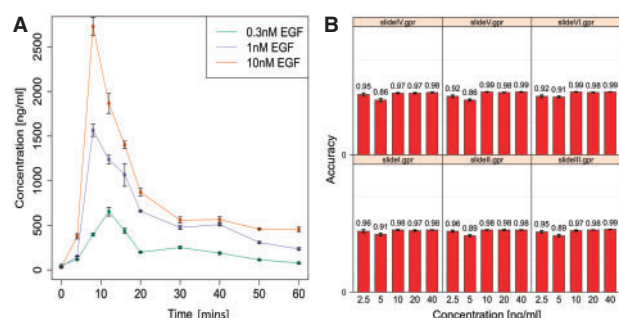 A
Concentration [ng/ml]
2500
2000
1500
1000
500
0
0.3nM EGF
1nM EGF
10nM EGF
0 10 20 30 40 50 60
Time [mins]
B
Accuracy
slideIV.gpr slideV.gpr slideVI.gpr
0.95 0.86 0.97 0.97 0.98 0.92 0.86 0.99 0.98 0.99 0.92 0.91 0.99 0.98 0.99
0
slideI.gpr slideII.gpr slideIII.gpr
0.96 0.91 0.98 0.97 0.98 0.96 0.89 0.98 0.98 0.98 0.95 0.89 0.97 0.98 0.99
0
2.5 5 10 20 40 2.5 5 10 20 40 2.5 5 10 20 40
Concentration [ng/ml]